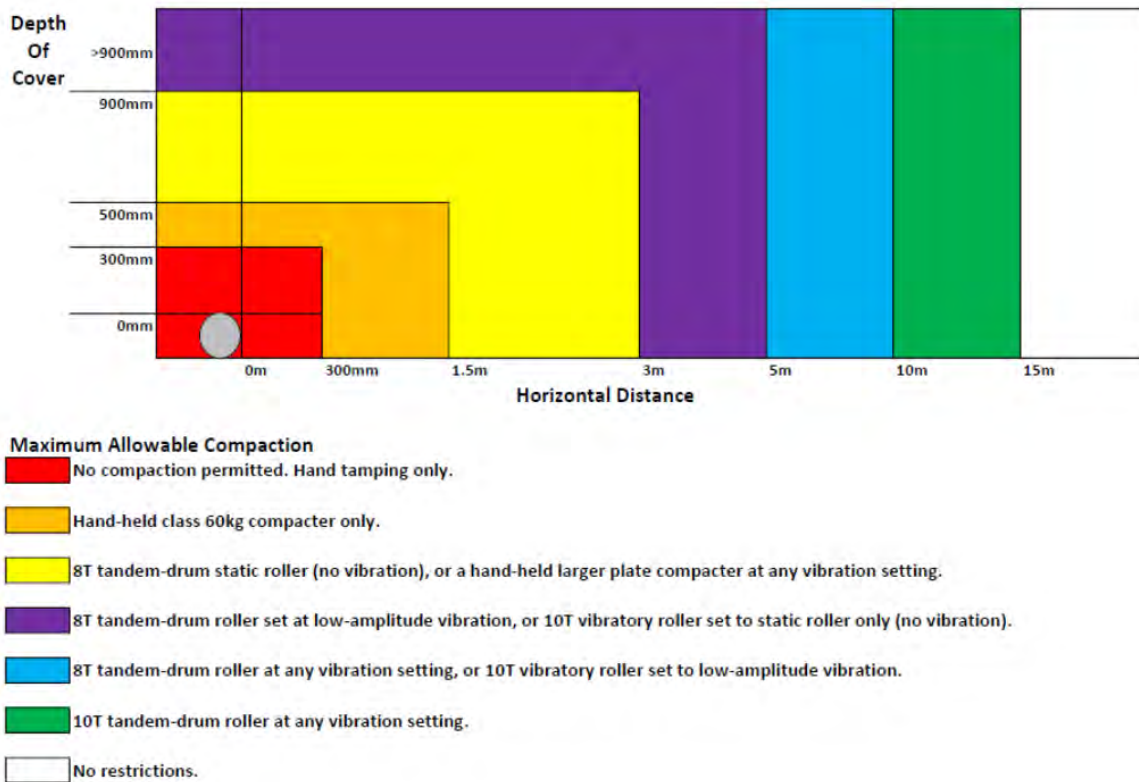 Depth
Of
Cover
>900mm
900mm
500mm
300mm
0mm
0m 300mm 1.5m 3m 5m 10m 15m
Horizontal Distance
Maximum Allowable Compaction
No compaction permitted. Hand tamping only.
Hand-held class 60kg compacter only.
8T tandem-drum static roller (no vibration), or a hand-held larger plate compacter at any vibration setting.
8T tandem-drum roller set at low-amplitude vibration, or 10T vibratory roller set to static roller only (no vibration).
8T tandem-drum roller at any vibration setting, or 10T vibratory roller set to low-amplitude vibration.
10T tandem-drum roller at any vibration setting.
No restrictions.